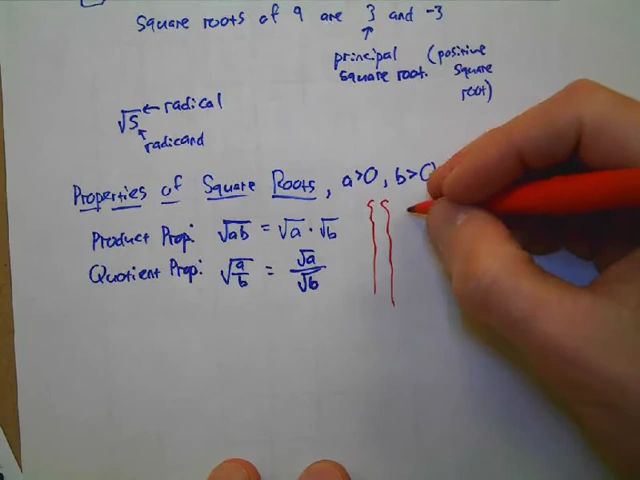 Square roots of 9 are 3 and -3
principal (positive
square root. square
root)
√5 ← radical
radicand
Properties of Square Roots, a>0, b>0
Product Prop: √ab = √a · √b
Quotient Prop: √a/b = √a/√b